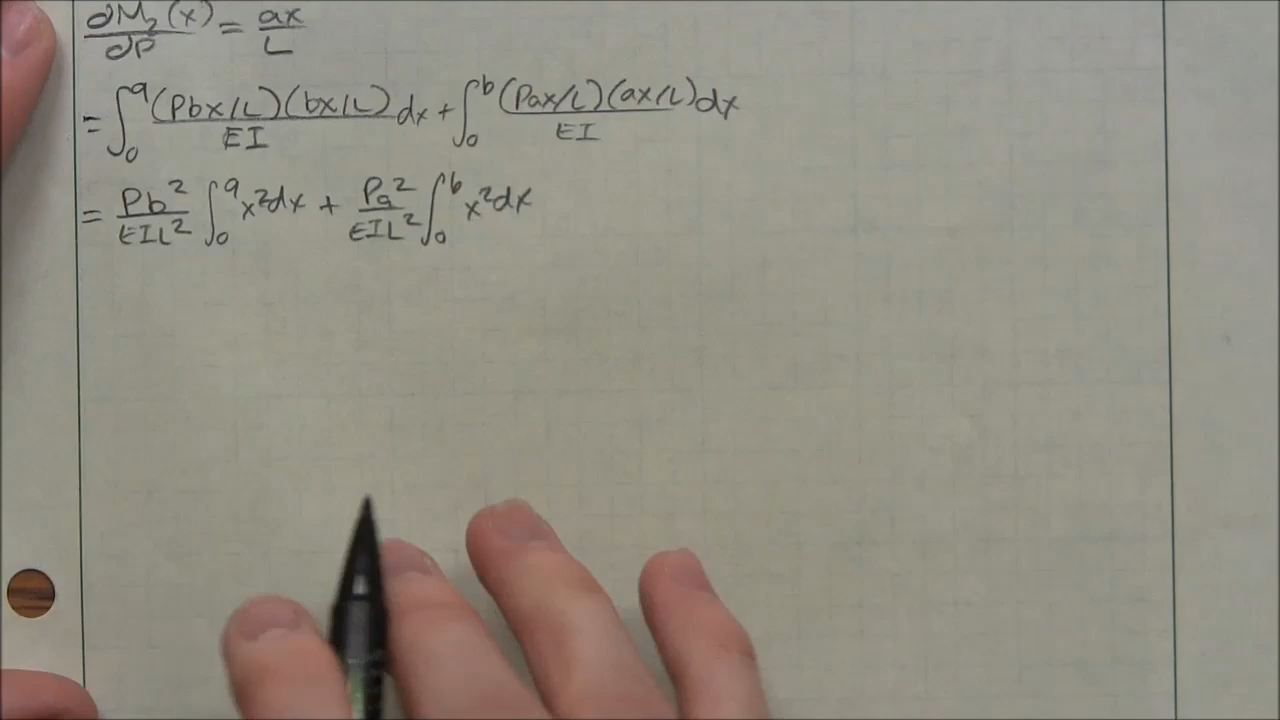 ∂M₂(x)/∂P = ax/L
= ∫₀ᵃ (Pbx/L)(bx/L)/EI dx + ∫₀ᵇ (Pax/L)(ax/L)/EI dx
= Pb²/EIL² ∫₀ᵃ x²dx + Pa²/EIL² ∫₀ᵇ x²dx